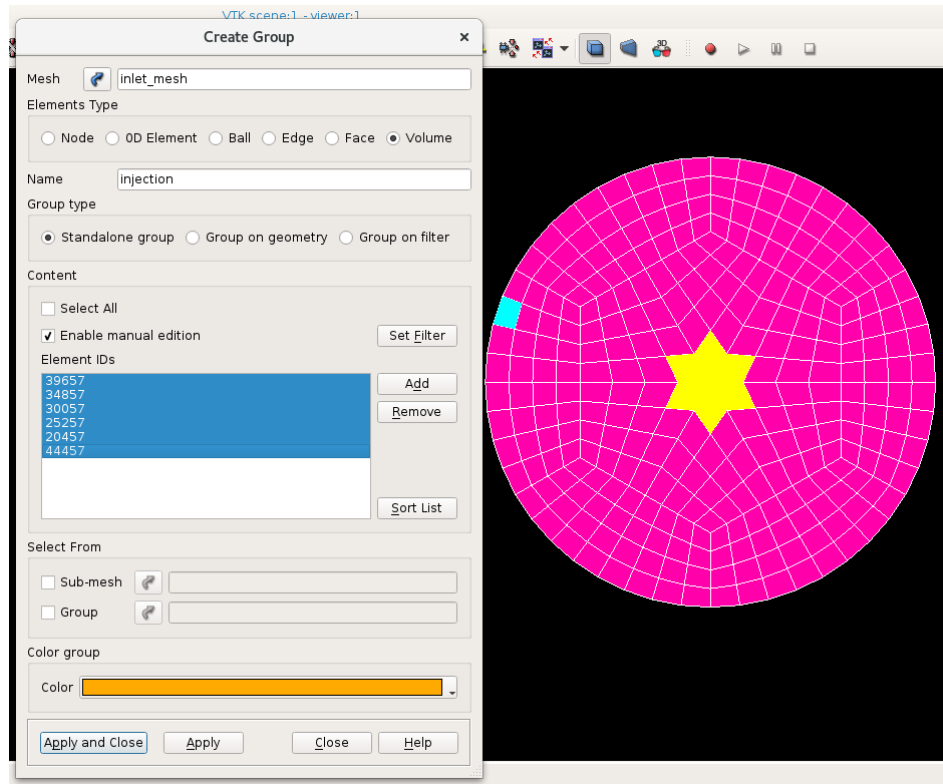 VTK scene:1 - viewer:1
Create Group
×
Mesh inlet_mesh
Elements Type
Node 0D Element Ball Edge Face Volume
Name injection
Group type
Standalone group Group on geometry Group on filter
Content
Select All
Enable manual edition Set Filter
Element IDs
39657 Add
34857
30057 Remove
25257
20457
44457
Sort List
Select From
Sub-mesh
Group
Color group
Color
Apply and Close Apply Close Help
3D